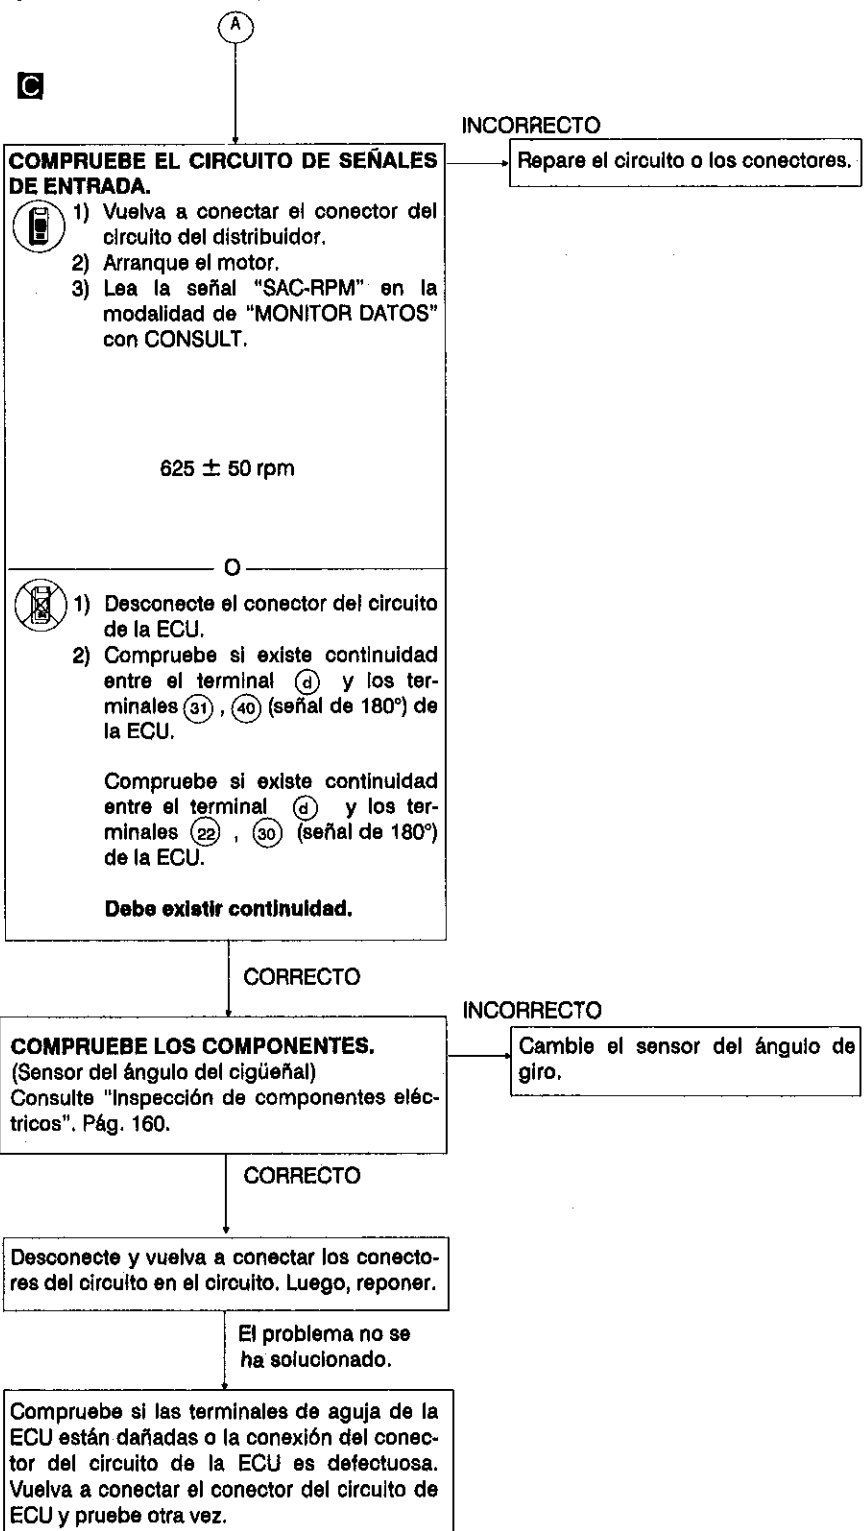 A
C
INCORRECTO
COMPRUEBE EL CIRCUITO DE SEÑALES
DE ENTRADA.
Repare el circuito o los conectores.
1) Vuelva a conectar el conector del
circuito del distribuidor.
2) Arranque el motor.
3) Lea la señal "SAC-RPM" en la
modalidad de "MONITOR DATOS"
con CONSULT.
625 ± 50 rpm
O
1) Desconecte el conector del circuito
de la ECU.
2) Compruebe si existe continuidad
entre el terminal d y los ter-
minales 31 , 40 (señal de 180°) de
la ECU.
Compruebe si existe continuidad
entre el terminal d y los ter-
minales 22 , 30 (señal de 180°)
de la ECU.
Debe existir continuidad.
CORRECTO
INCORRECTO
COMPRUEBE LOS COMPONENTES.
(Sensor del ángulo del cigüeñal)
Consulte "Inspección de componentes eléc-
tricos". Pág. 160.
Cambie el sensor del ángulo de
giro.
CORRECTO
Desconecte y vuelva a conectar los conecto-
res del circuito en el circuito. Luego, reponer.
El problema no se
ha solucionado.
Compruebe si las terminales de aguja de la
ECU están dañadas o la conexión del conec-
tor del circuito de la ECU es defectuosa.
Vuelva a conectar el conector del circuito de
ECU y pruebe otra vez.